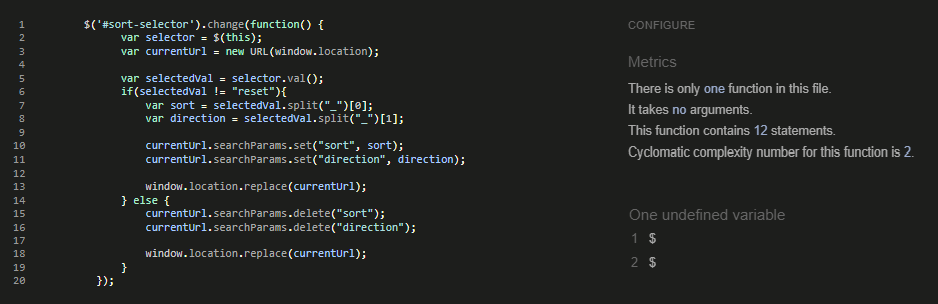 1 $('#sort-selector').change(function() {
2 var selector = $(this);
3 var currentUrl = new URL(window.location);
4
5 var selectedVal = selector.val();
6 if(selectedVal != "reset"){
7 var sort = selectedVal.split("_")[0];
8 var direction = selectedVal.split("_")[1];
9
10 currentUrl.searchParams.set("sort", sort);
11 currentUrl.searchParams.set("direction", direction);
12
13 window.location.replace(currentUrl);
14 } else {
15 currentUrl.searchParams.delete("sort");
16 currentUrl.searchParams.delete("direction");
17
18 window.location.replace(currentUrl);
19 }
20 });
CONFIGURE
Metrics
There is only one function in this file.
It takes no arguments.
This function contains 12 statements.
Cyclomatic complexity number for this function is 2.
One undefined variable
1 $
2 $